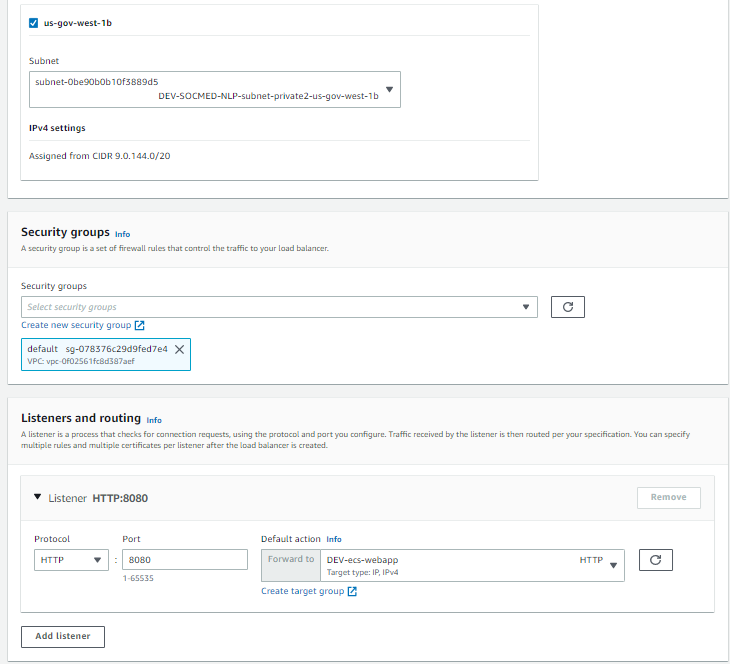 us-gov-west-1b
Subnet
subnet-0be90b0b10f3889d5
DEV-SOCMED-NLP-subnet-private2-us-gov-west-1b
IPv4 settings
Assigned from CIDR 9.0.144.0/20
Security groups Info
A security group is a set of firewall rules that control the traffic to your load balancer.
Security groups
Select security groups
Create new security group
default sg-078376c29d9fed7e4
VPC: vpc-0f02561fc8d387aef
Listeners and routing Info
A listener is a process that checks for connection requests, using the protocol and port you configure. Traffic received by the listener is then routed per your specification. You can specify
multiple rules and multiple certificates per listener after the load balancer is created.
Listener HTTP:8080
Remove
Protocol Port Default action Info
HTTP : 8080 Forward to DEV-ecs-webapp HTTP
Target type: IP, IPv4
1-65535
Create target group
Add listener